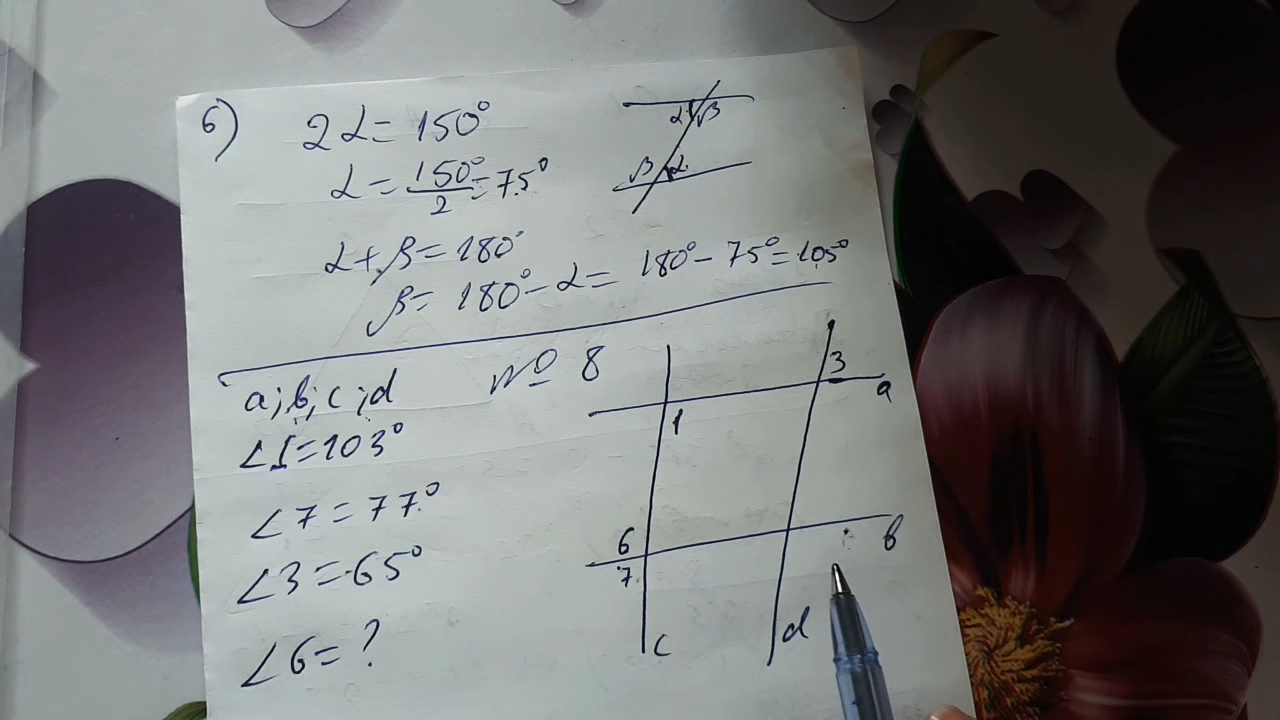 6)
2α = 150°
α = 150°/2 = 75°
α + β = 180°
β = 180° - α = 180° - 75° = 105°
α β
β α
a; b; c; d
№ 8
∠1 = 103°
∠7 = 77°
∠3 = 65°
∠6 = ?
3
a
1
6
7
b
c
d